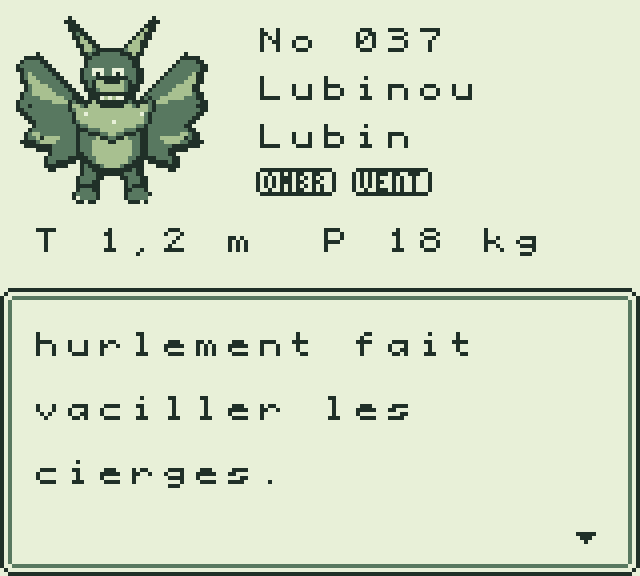 No 037
Lubinou
Lubin
OMBR VENT
T 1,2 m P 18 kg
hurlement fait
vaciller les
cierges.